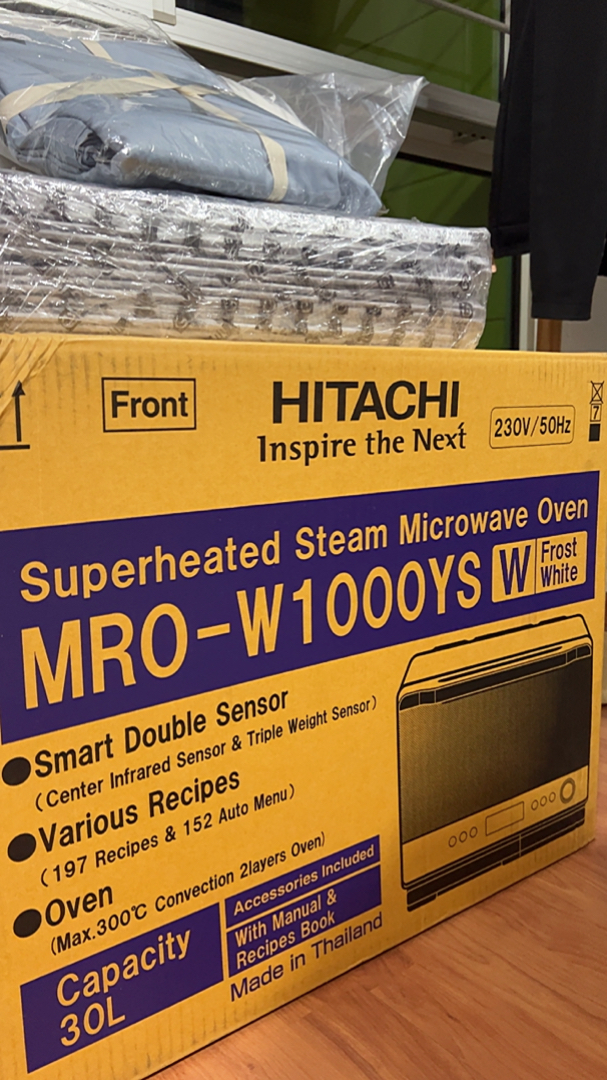 Front
HITACHI
Inspire the Next
230V/50Hz
7
Superheated Steam Microwave Oven
MRO-W1000YS
W
Frost
White
●Smart Double Sensor
(Center Infrared Sensor & Triple Weight Sensor)
●Various Recipes
(197 Recipes & 152 Auto Menu)
●Oven
(Max.300℃ Convection 2layers Oven)
Capacity
30L
Accessories Included
With Manual &
Recipes Book
Made in Thailand